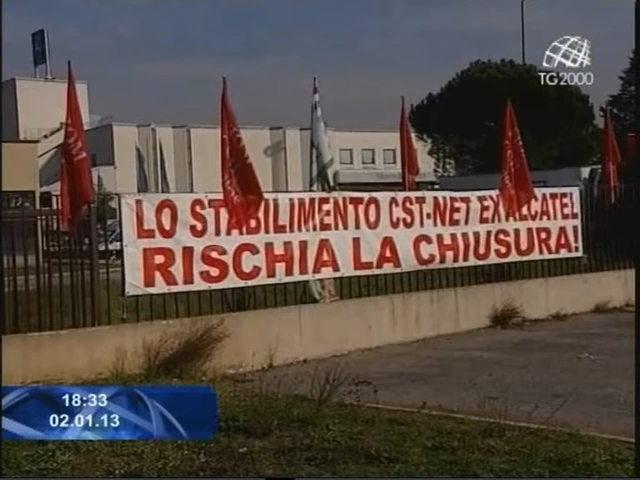 TG2000
LO STABILIMENTO CST-NET EX ALCATEL
RISCHIA LA CHIUSURA!
18:33
02.01.13